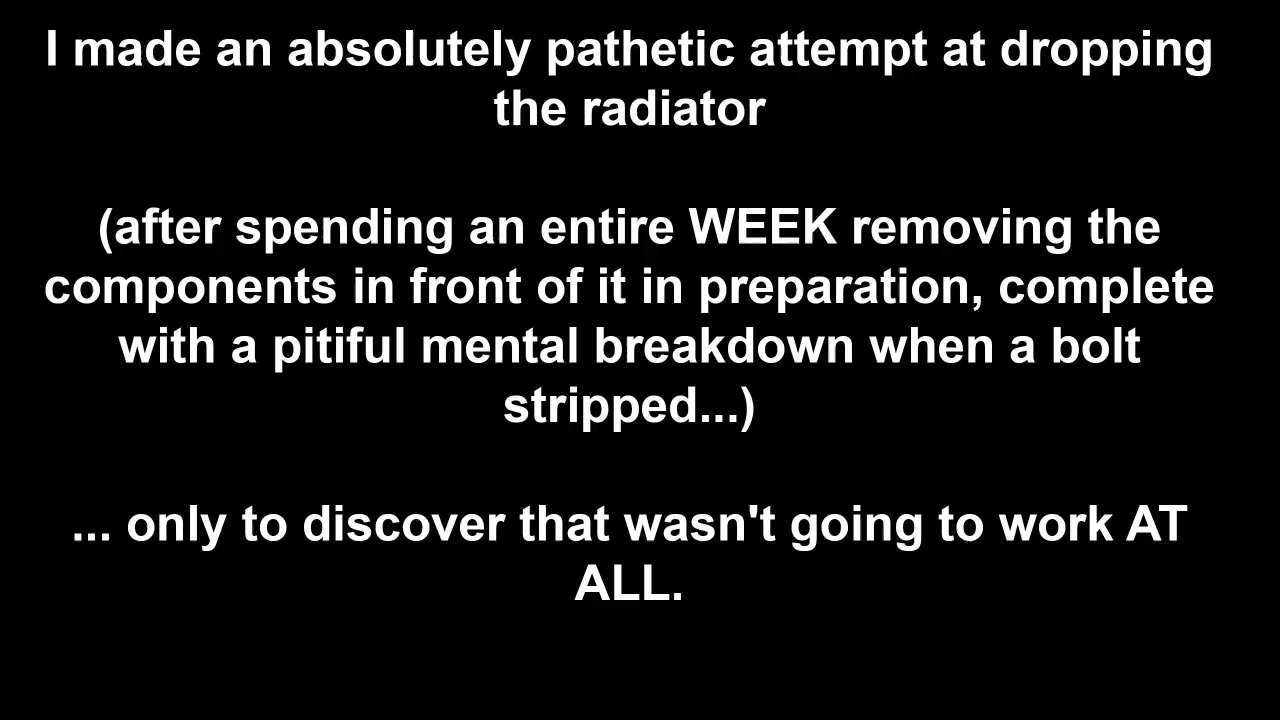 I made an absolutely pathetic attempt at dropping
the radiator
(after spending an entire WEEK removing the
components in front of it in preparation, complete
with a pitiful mental breakdown when a bolt
stripped...)
... only to discover that wasn't going to work AT
ALL.